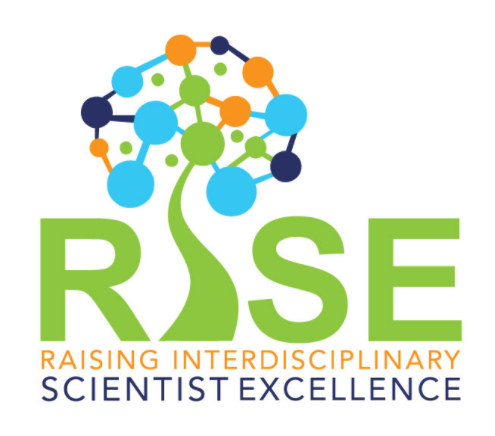 RISE
RAISING INTERDISCIPLINARY
SCIENTIST EXCELLENCE